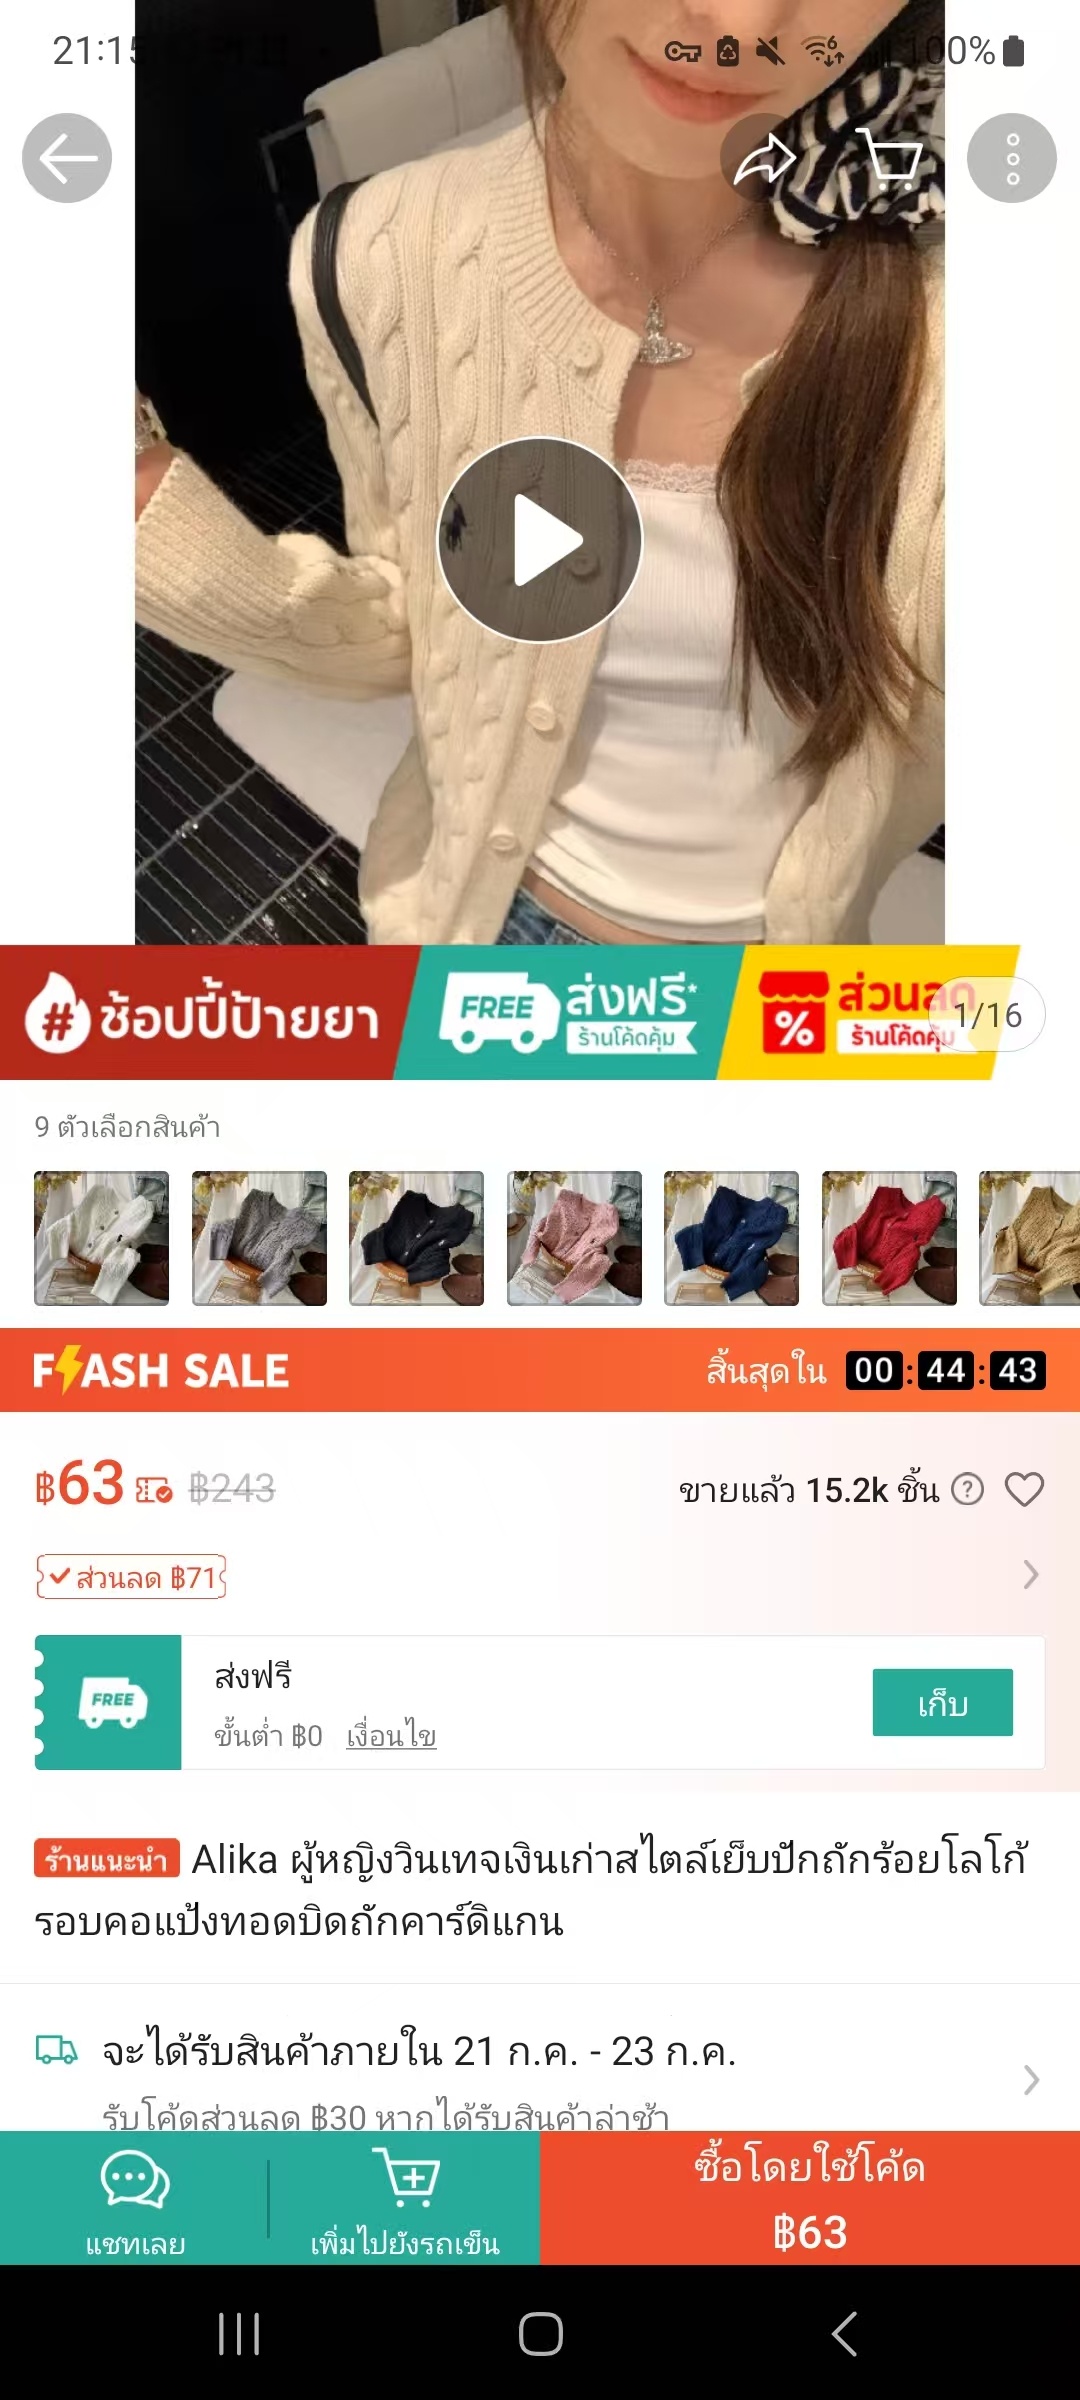 21:15
100%
# ช้อปปี้ป้ายยา
FREE ส่งฟรี*
ร้านโค้ดคุ้ม
% ส่วนลด
ร้านโค้ดคุ้ม
1/16
9 ตัวเลือกสินค้า
FLASH SALE
สิ้นสุดใน 00:44:43
฿63 ฿243
ขายแล้ว 15.2k ชิ้น
ส่วนลด ฿71
FREE
ส่งฟรี
ขั้นต่ำ ฿0 เงื่อนไข
เก็บ
ร้านแนะนำ Alika ผู้หญิงวินเทจเงินเก่าสไตล์เย็บปักถักร้อยโลโก้
รอบคอแป้งทอดบิดถักคาร์ดิแกน
จะได้รับสินค้าภายใน 21 ก.ค. - 23 ก.ค.
รับโค้ดส่วนลด ฿30 หากได้รับสินค้าล่าช้า
แชทเลย
เพิ่มไปยังรถเข็น
ซื้อโดยใช้โค้ด
฿63